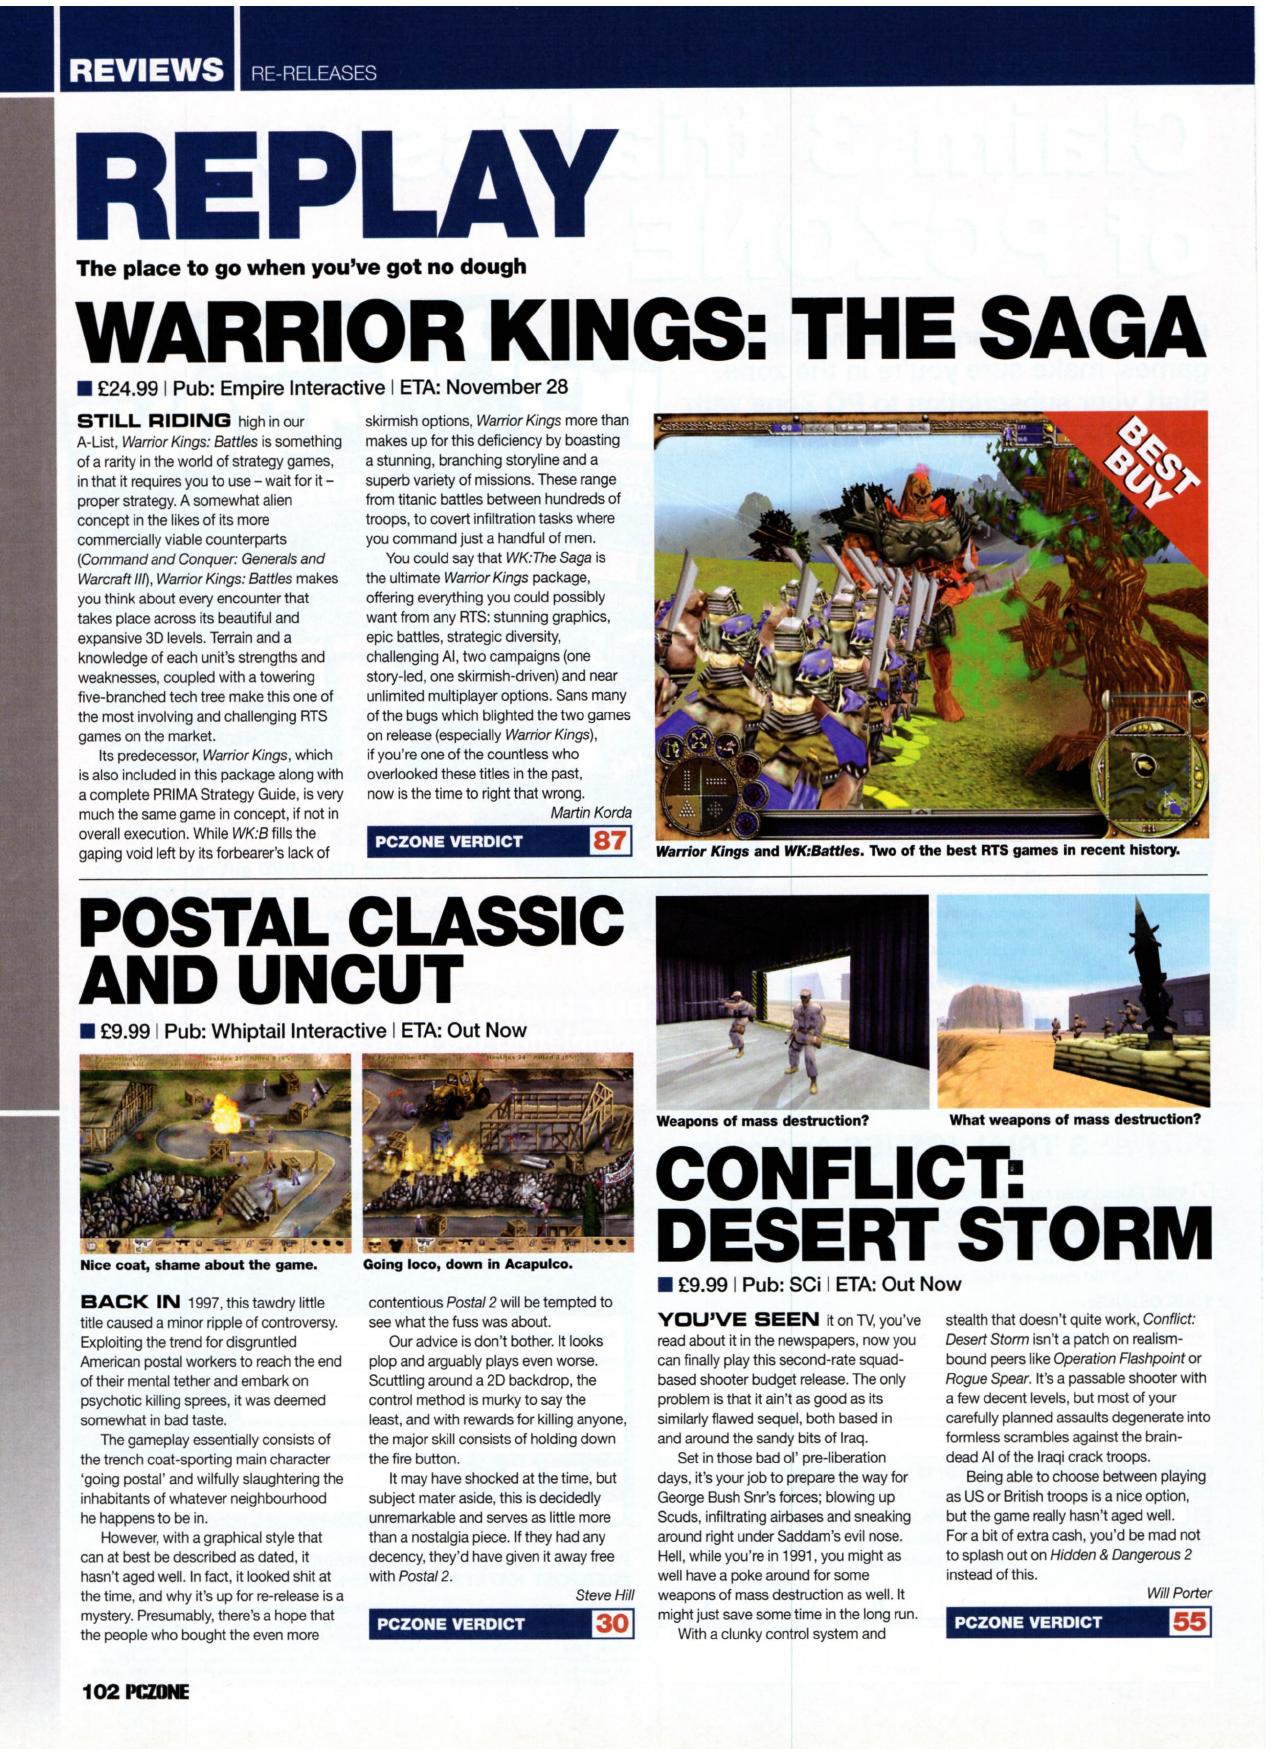 REVIEWS
RE-RELEASES
REPLAY
The place to go when you've got no dough
WARRIOR KINGS: THE SAGA
■ £24.99 | Pub: Empire Interactive | ETA: November 28
STILL RIDING high in our
A-List, Warrior Kings: Battles is something
of a rarity in the world of strategy games,
in that it requires you to use – wait for it –
proper strategy. A somewhat alien
concept in the likes of its more
commercially viable counterparts
(Command and Conquer: Generals and
Warcraft III), Warrior Kings: Battles makes
you think about every encounter that
takes place across its beautiful and
expansive 3D levels. Terrain and a
knowledge of each unit's strengths and
weaknesses, coupled with a towering
five-branched tech tree make this one of
the most involving and challenging RTS
games on the market.
Its predecessor, Warrior Kings, which
is also included in this package along with
a complete PRIMA Strategy Guide, is very
much the same game in concept, if not in
overall execution. While WK:B fills the
gaping void left by its forbearer's lack of
skirmish options, Warrior Kings more than
makes up for this deficiency by boasting
a stunning, branching storyline and a
superb variety of missions. These range
from titanic battles between hundreds of
troops, to covert infiltration tasks where
you command just a handful of men.
You could say that WK:The Saga is
the ultimate Warrior Kings package,
offering everything you could possibly
want from any RTS: stunning graphics,
epic battles, strategic diversity,
challenging AI, two campaigns (one
story-led, one skirmish-driven) and near
unlimited multiplayer options. Sans many
of the bugs which blighted the two games
on release (especially Warrior Kings),
if you're one of the countless who
overlooked these titles in the past,
now is the time to right that wrong.
Martin Korda
PCZONE VERDICT 87
BEST
BUY
Warrior Kings and WK:Battles. Two of the best RTS games in recent history.
POSTAL CLASSIC
AND UNCUT
■ £9.99 | Pub: Whiptail Interactive | ETA: Out Now
Nice coat, shame about the game.
Going loco, down in Acapulco.
BACK IN 1997, this tawdry little
title caused a minor ripple of controversy.
Exploiting the trend for disgruntled
American postal workers to reach the end
of their mental tether and embark on
psychotic killing sprees, it was deemed
somewhat in bad taste.
The gameplay essentially consists of
the trench coat-sporting main character
'going postal' and wilfully slaughtering the
inhabitants of whatever neighbourhood
he happens to be in.
However, with a graphical style that
can at best be described as dated, it
hasn't aged well. In fact, it looked shit at
the time, and why it's up for re-release is a
mystery. Presumably, there's a hope that
the people who bought the even more
contentious Postal 2 will be tempted to
see what the fuss was about.
Our advice is don't bother. It looks
plop and arguably plays even worse.
Scuttling around a 2D backdrop, the
control method is murky to say the
least, and with rewards for killing anyone,
the major skill consists of holding down
the fire button.
It may have shocked at the time, but
subject mater aside, this is decidedly
unremarkable and serves as little more
than a nostalgia piece. If they had any
decency, they'd have given it away free
with Postal 2.
Steve Hill
PCZONE VERDICT 30
Weapons of mass destruction?
What weapons of mass destruction?
CONFLICT:
DESERT STORM
■ £9.99 | Pub: SCi | ETA: Out Now
YOU'VE SEEN it on TV, you've
read about it in the newspapers, now you
can finally play this second-rate squad-
based shooter budget release. The only
problem is that it ain't as good as its
similarly flawed sequel, both based in
and around the sandy bits of Iraq.
Set in those bad ol' pre-liberation
days, it's your job to prepare the way for
George Bush Snr's forces; blowing up
Scuds, infiltrating airbases and sneaking
around right under Saddam's evil nose.
Hell, while you're in 1991, you might as
well have a poke around for some
weapons of mass destruction as well. It
might just save some time in the long run.
With a clunky control system and
stealth that doesn't quite work, Conflict:
Desert Storm isn't a patch on realism-
bound peers like Operation Flashpoint or
Rogue Spear. It's a passable shooter with
a few decent levels, but most of your
carefully planned assaults degenerate into
formless scrambles against the brain-
dead AI of the Iraqi crack troops.
Being able to choose between playing
as US or British troops is a nice option,
but the game really hasn't aged well.
For a bit of extra cash, you'd be mad not
to splash out on Hidden & Dangerous 2
instead of this.
Will Porter
PCZONE VERDICT 55
102 PCZONE